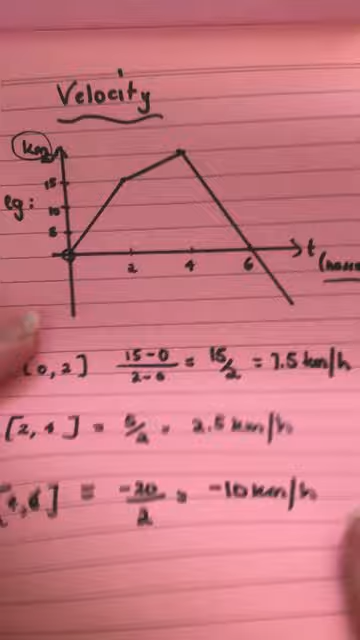 Velocity
km
15
eg:
10
5
t
2 4 6
[0, 2] 15-0/2-0 = 15/2 = 7.5 km/h
[2, 4] = 5/2 = 2.5 km/h
[4, 6] = -20/2 = -10 km/h